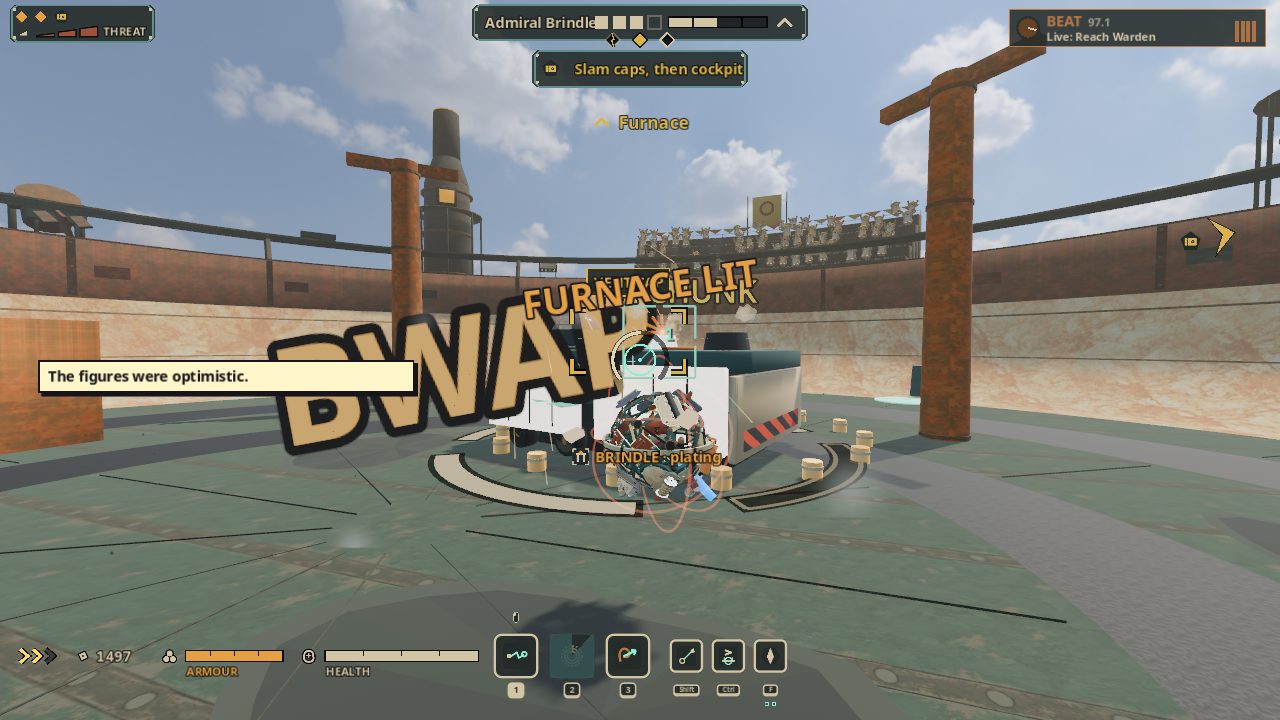 THREAT
Admiral Brindle
Slam caps, then cockpit
BEAT 97.1
Live: Reach Warden
Furnace
FURNACE LIT
1
The figures were optimistic.
BRINDLE: plating
1497
ARMOUR
HEALTH
1
2
3
Shift
Ctrl
F